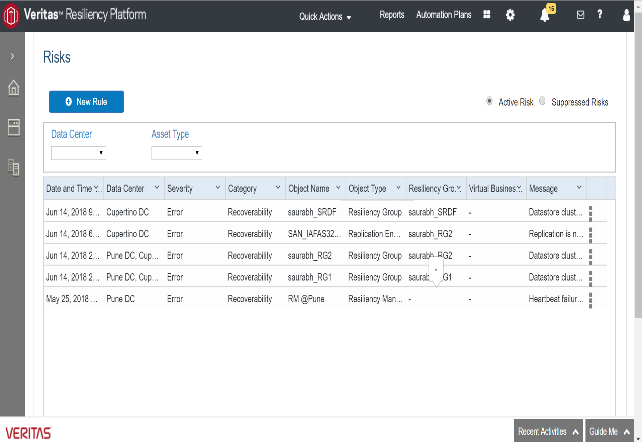 Veritas™ Resiliency Platform
Quick Actions
Reports
Automation Plans
?
Risks
New Rule
Active Risk
Suppressed Risks
Data Center
Asset Type
Date and Time Data Center Severity Category Object Name Object Type Resiliency Gro... Virtual Busines... Message
Jun 14, 2018 9... Cupertino DC Error Recoverability saurabh_SRDF Resiliency Group saurabh_SRDF - Datastore clust...
Jun 14, 2018 6... Cupertino DC Error Recoverability SAN_IAFAS32... Replication En... saurabh_RG2 - Replication is n...
Jun 14, 2018 2... Pune DC, Cup... Error Recoverability saurabh_RG2 Resiliency Group saurabh_RG2 - Datastore clust...
Jun 14, 2018 2... Pune DC, Cup... Error Recoverability saurabh_RG1 Resiliency Group - Datastore clust...
May 25, 2018 ... Pune DC Error Recoverability RM @Pune Resiliency Man... - - Heartbeat failur...
VERITAS
Recent Activities
Guide Me